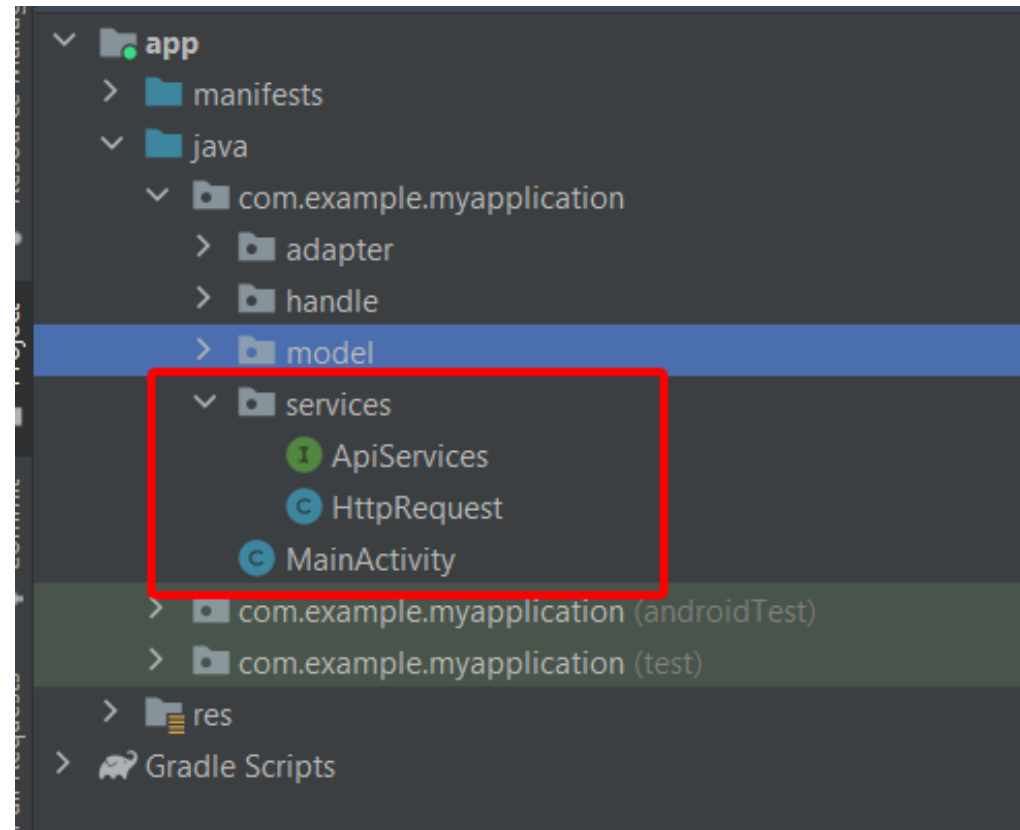 app
manifests
java
com.example.myapplication
adapter
handle
model
services
I ApiServices
C HttpRequest
C MainActivity
com.example.myapplication (androidTest)
com.example.myapplication (test)
res
Gradle Scripts
Project